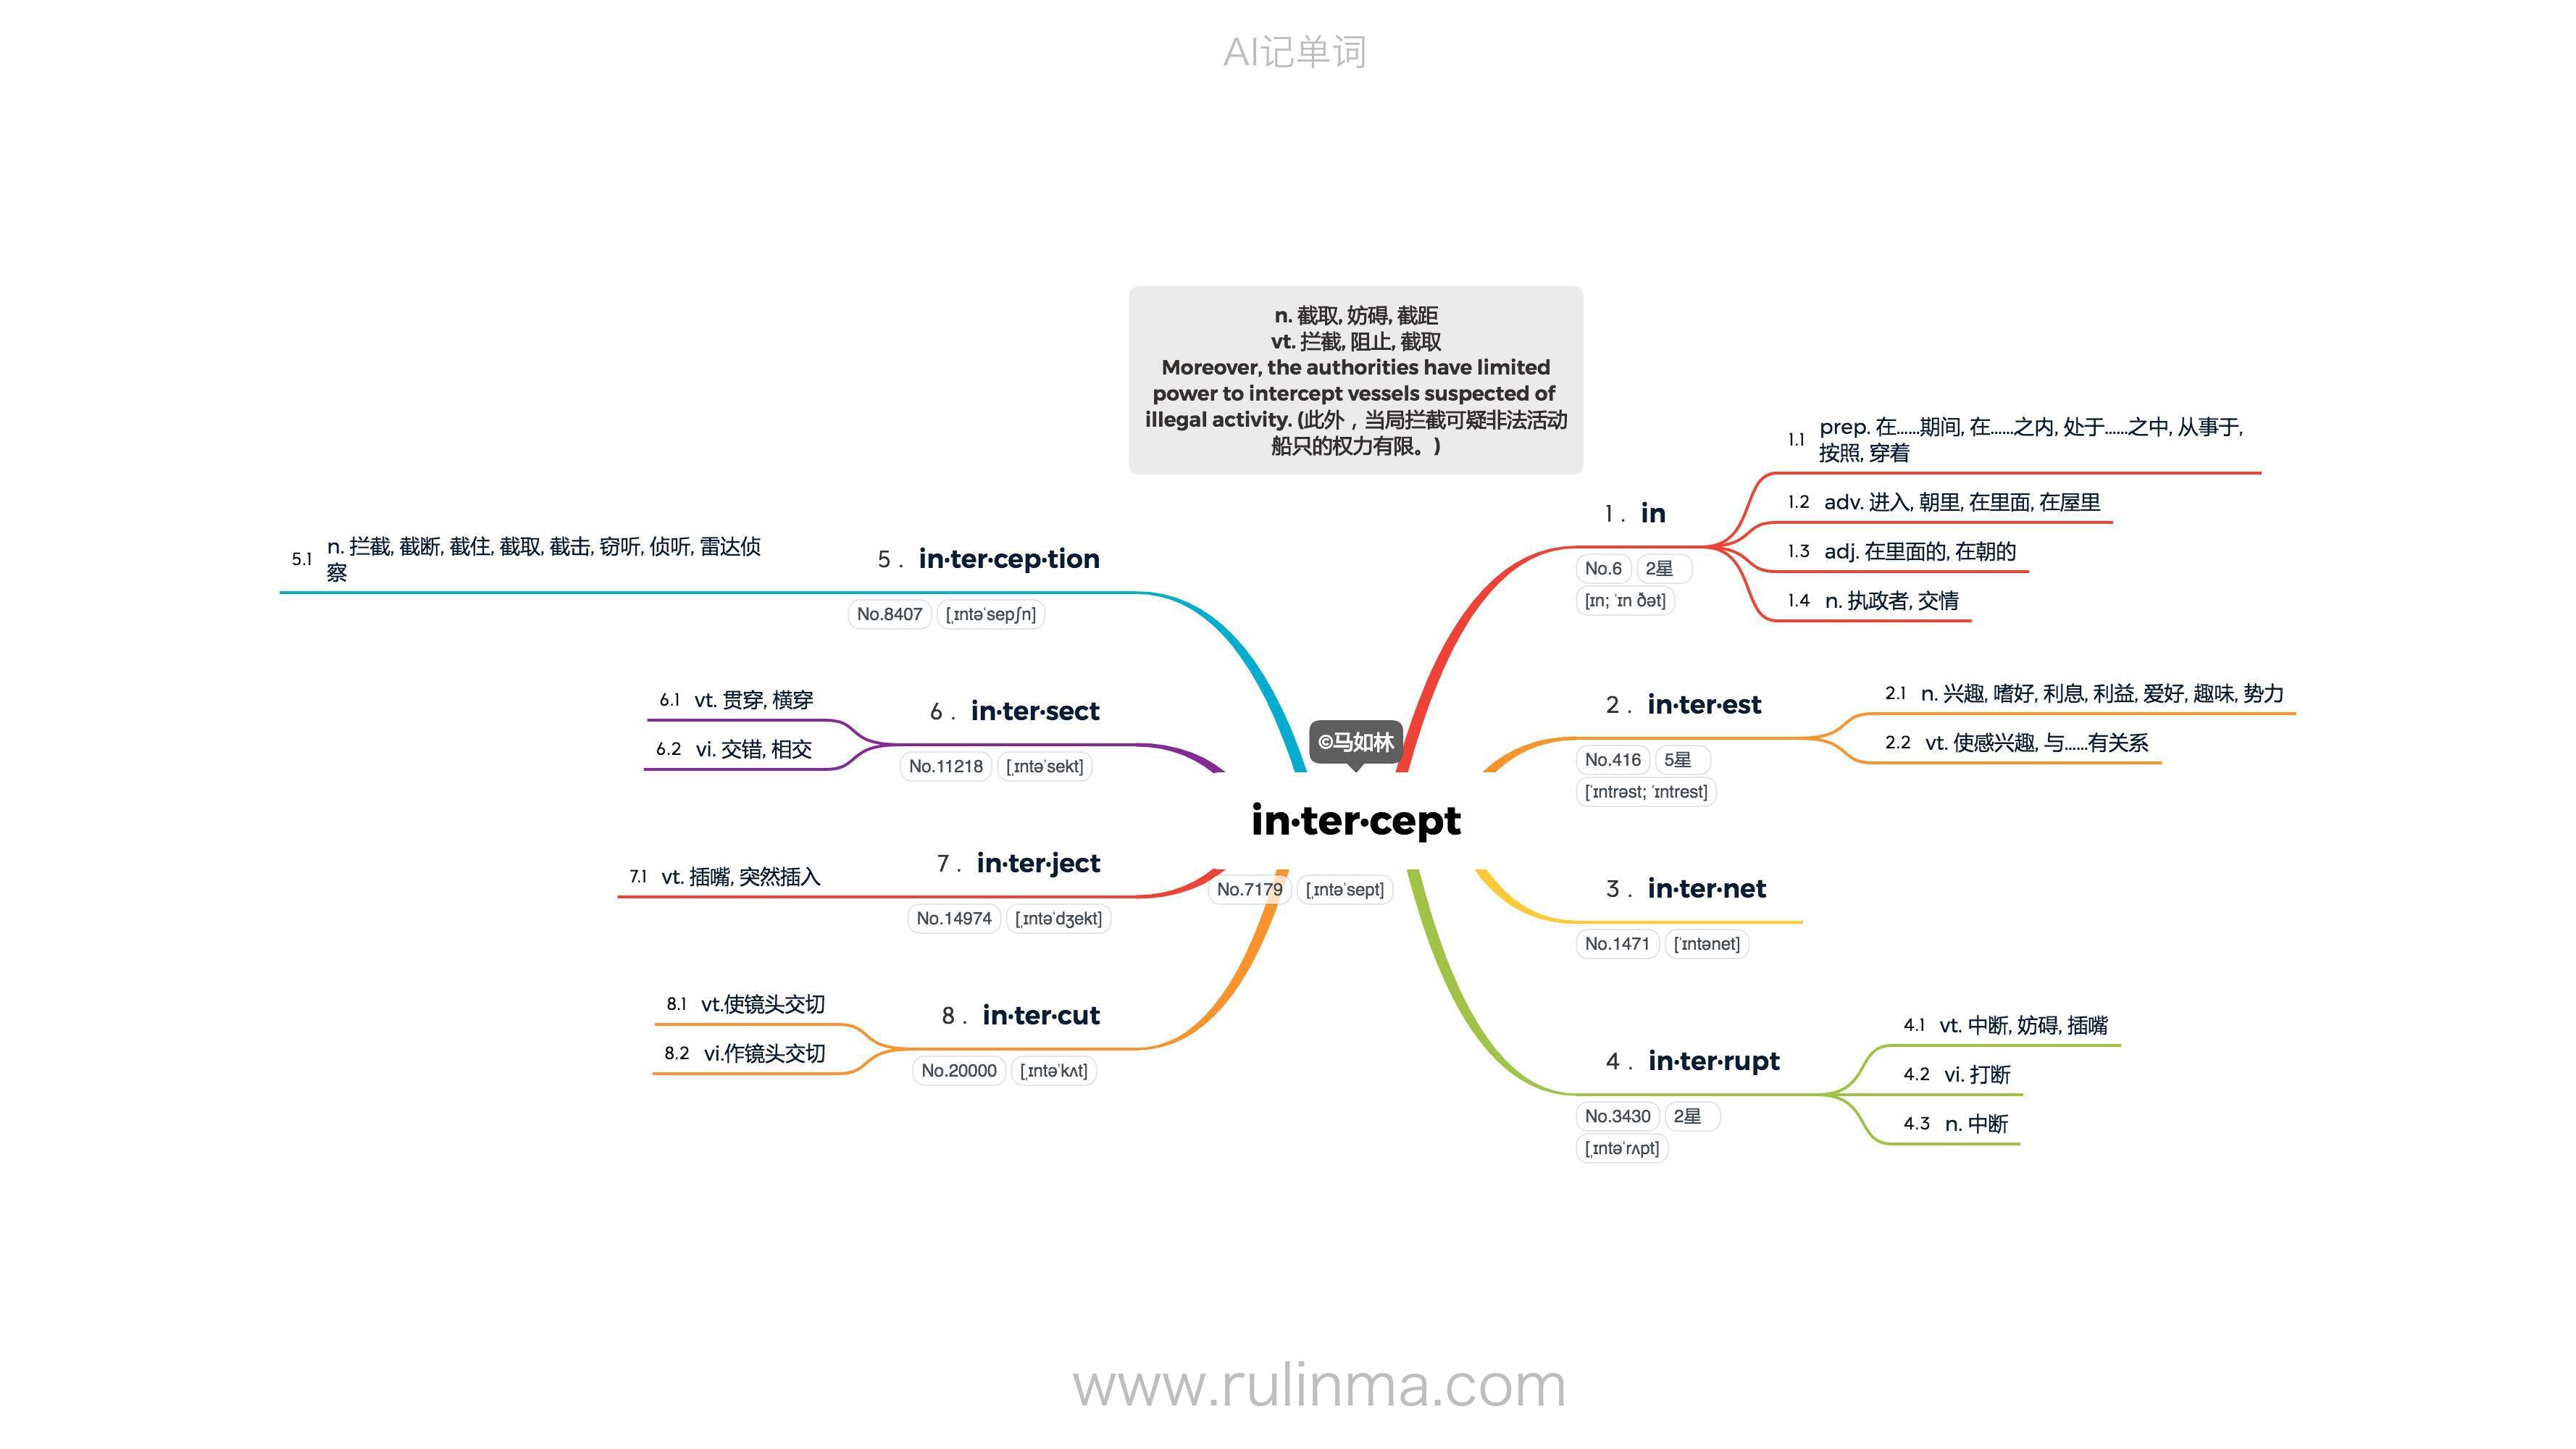 AI记单词
n. 截取, 妨碍, 截距
vt. 拦截, 阻止, 截取
Moreover, the authorities have limited
power to intercept vessels suspected of
illegal activity. (此外，当局拦截可疑非法活动
船只的权力有限。)
©马如林
in·ter·cept
No.7179 [ˌɪntəˈsept]
1 . in
No.6 2星
[ɪn; ˈɪn ðət]
1.1 prep. 在……期间, 在……之内, 处于……之中, 从事于,
按照, 穿着
1.2 adv. 进入, 朝里, 在里面, 在屋里
1.3 adj. 在里面的, 在朝的
1.4 n. 执政者, 交情
2 . in·ter·est
No.416 5星
[ˈɪntrəst; ˈɪntrest]
2.1 n. 兴趣, 嗜好, 利息, 利益, 爱好, 趣味, 势力
2.2 vt. 使感兴趣, 与……有关系
3 . in·ter·net
No.1471 [ˈɪntənet]
4 . in·ter·rupt
No.3430 2星
[ˌɪntəˈrʌpt]
4.1 vt. 中断, 妨碍, 插嘴
4.2 vi. 打断
4.3 n. 中断
5 . in·ter·cep·tion
No.8407 [ˌɪntəˈsepʃn]
5.1 n. 拦截, 截断, 截住, 截取, 截击, 窃听, 侦听, 雷达侦
察
6 . in·ter·sect
No.11218 [ˌɪntəˈsekt]
6.1 vt. 贯穿, 横穿
6.2 vi. 交错, 相交
7 . in·ter·ject
No.14974 [ˌɪntəˈdʒekt]
7.1 vt. 插嘴, 突然插入
8 . in·ter·cut
No.20000 [ˌɪntəˈkʌt]
8.1 vt.使镜头交切
8.2 vi.作镜头交切
www.rulinma.com